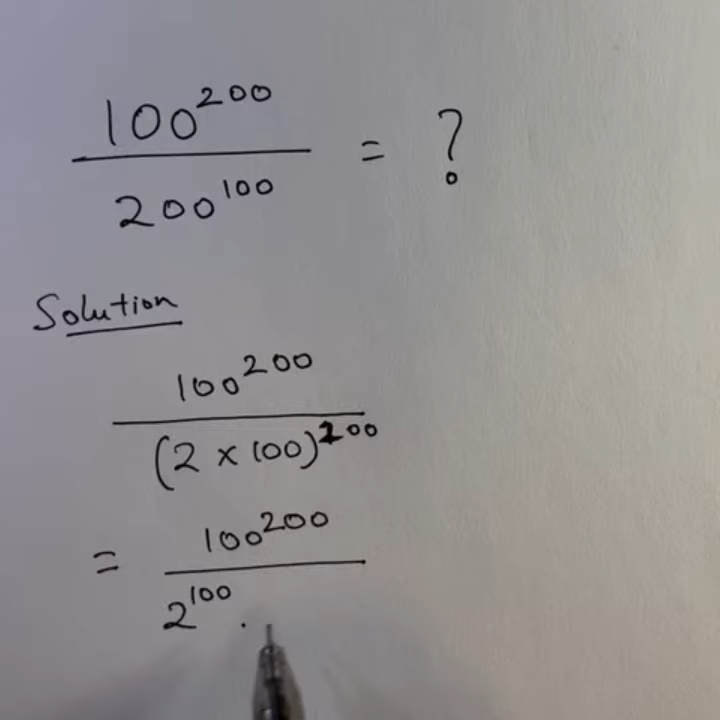 100^200 / 200^100 = ?
Solution
100^200 / (2 × 100)^200
= 100^200 / 2^100 .